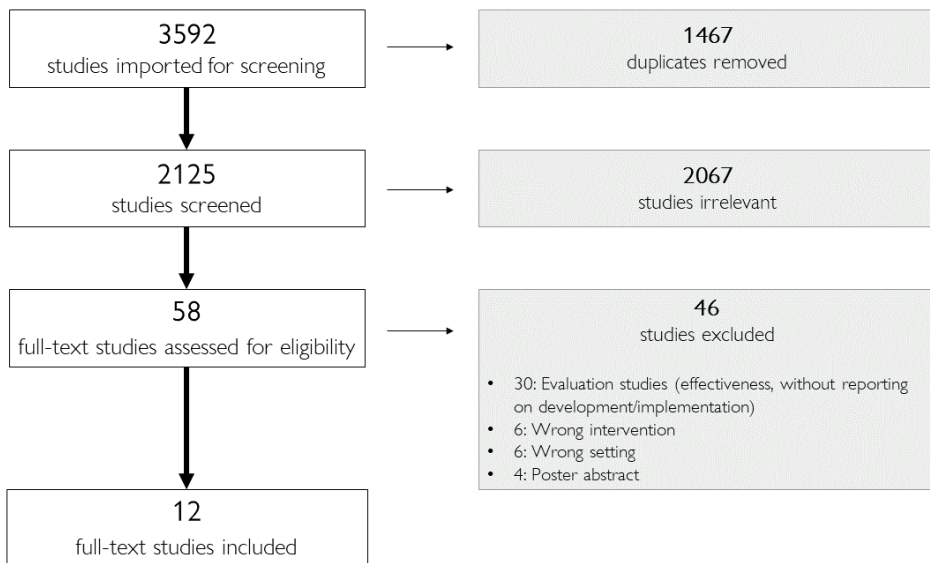 3592
studies imported for screening
1467
duplicates removed
2125
studies screened
2067
studies irrelevant
58
full-text studies assessed for eligibility
46
studies excluded
• 30: Evaluation studies (effectiveness, without reporting
on development/implementation)
• 6: Wrong intervention
• 6: Wrong setting
• 4: Poster abstract
12
full-text studies included